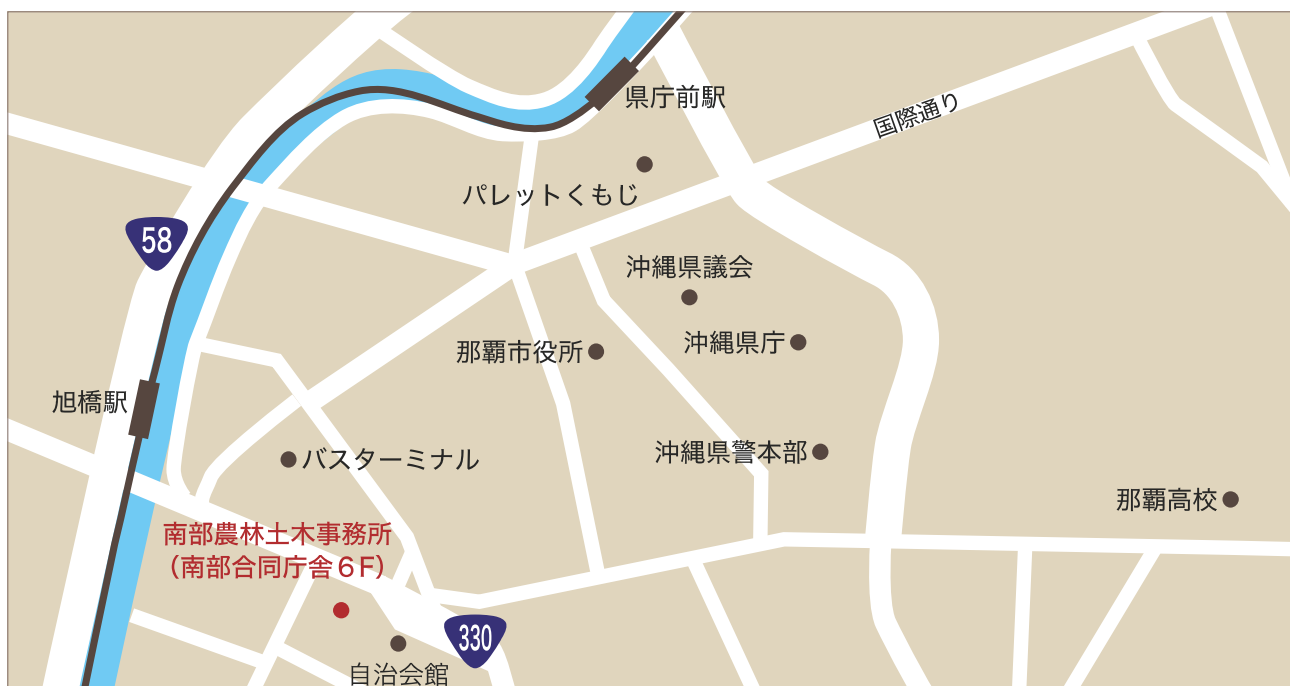 県庁前駅
国際通り
パレットくもじ
58
沖縄県議会
沖縄県庁
那覇市役所
旭橋駅
沖縄県警本部
バスターミナル
那覇高校
南部農林土木事務所
（南部合同庁舎６F）
330
自治会館